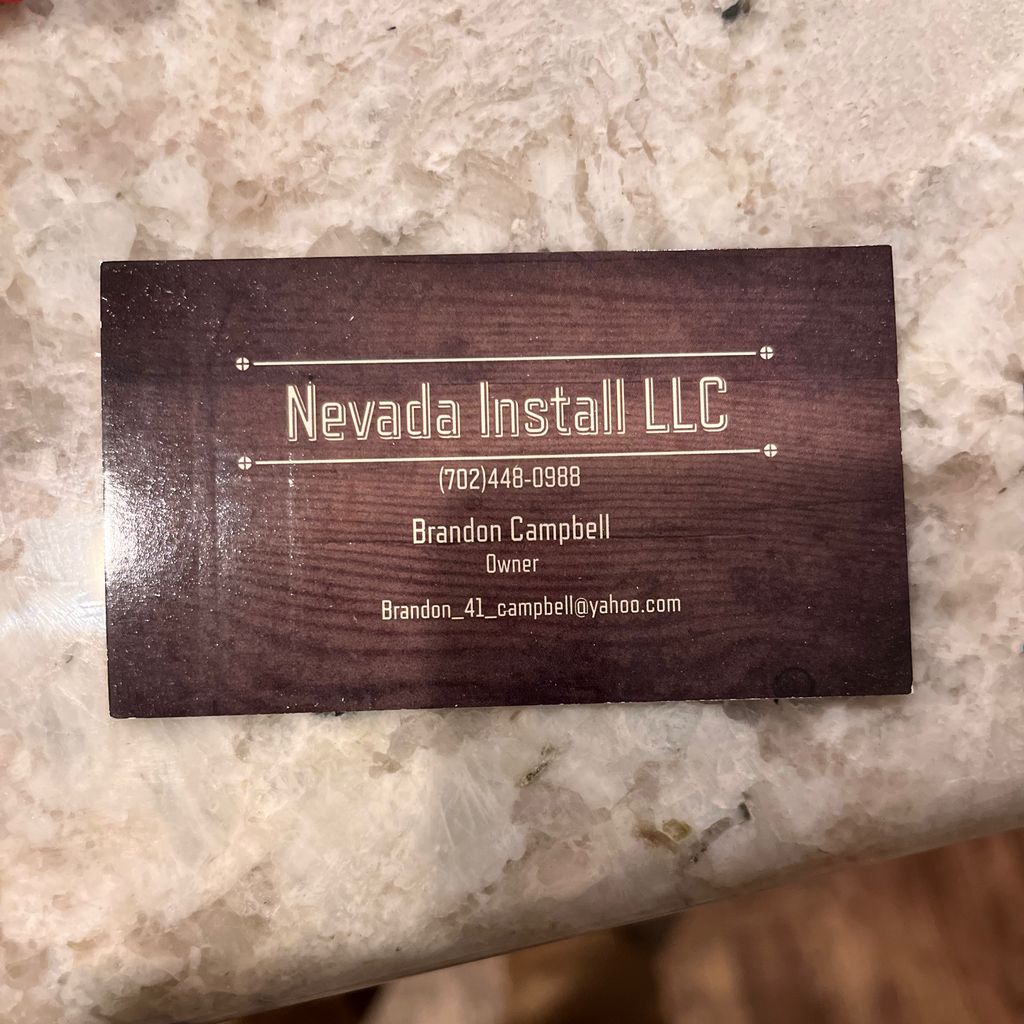 Nevada Install LLC
(702)448-0988
Brandon Campbell
Owner
Brandon_41_campbell@yahoo.com